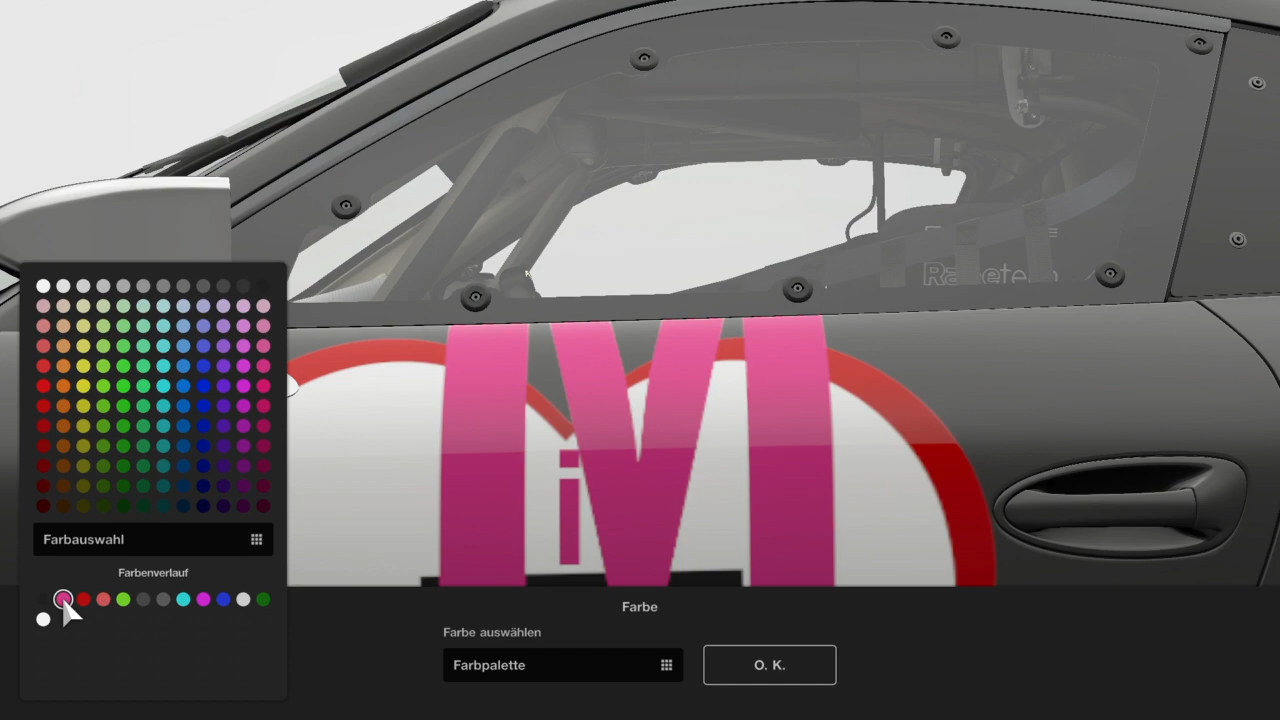 M
i
Farbauswahl
Farbenverlauf
Farbe
Farbe auswählen
Farbpalette
O. K.